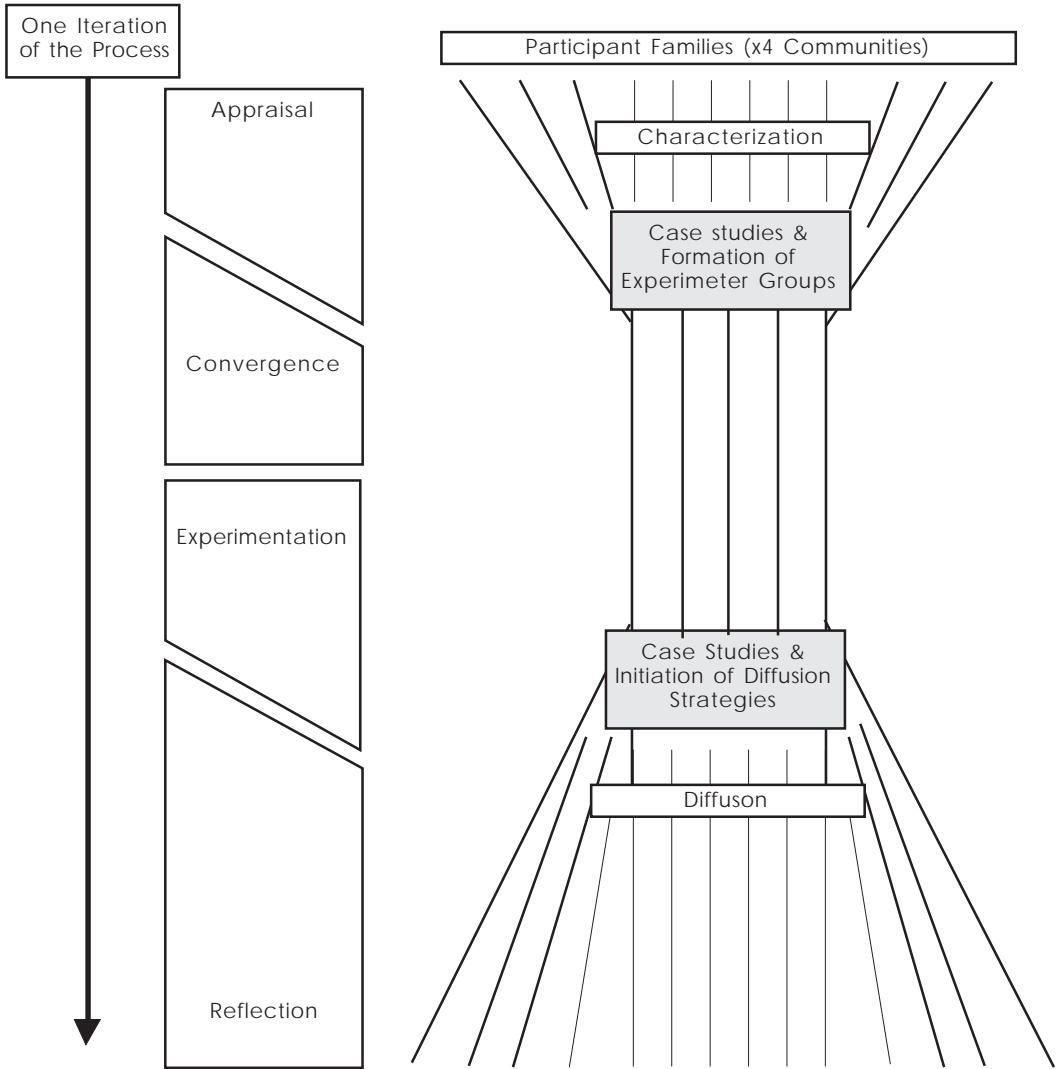 One Iteration
of the Process
Participant Families (x4 Communities)
Appraisal
Characterization
Case studies &
Formation of
Experimeter Groups
Convergence
Experimentation
Case Studies &
Initiation of Diffusion
Strategies
Diffuson
Reflection